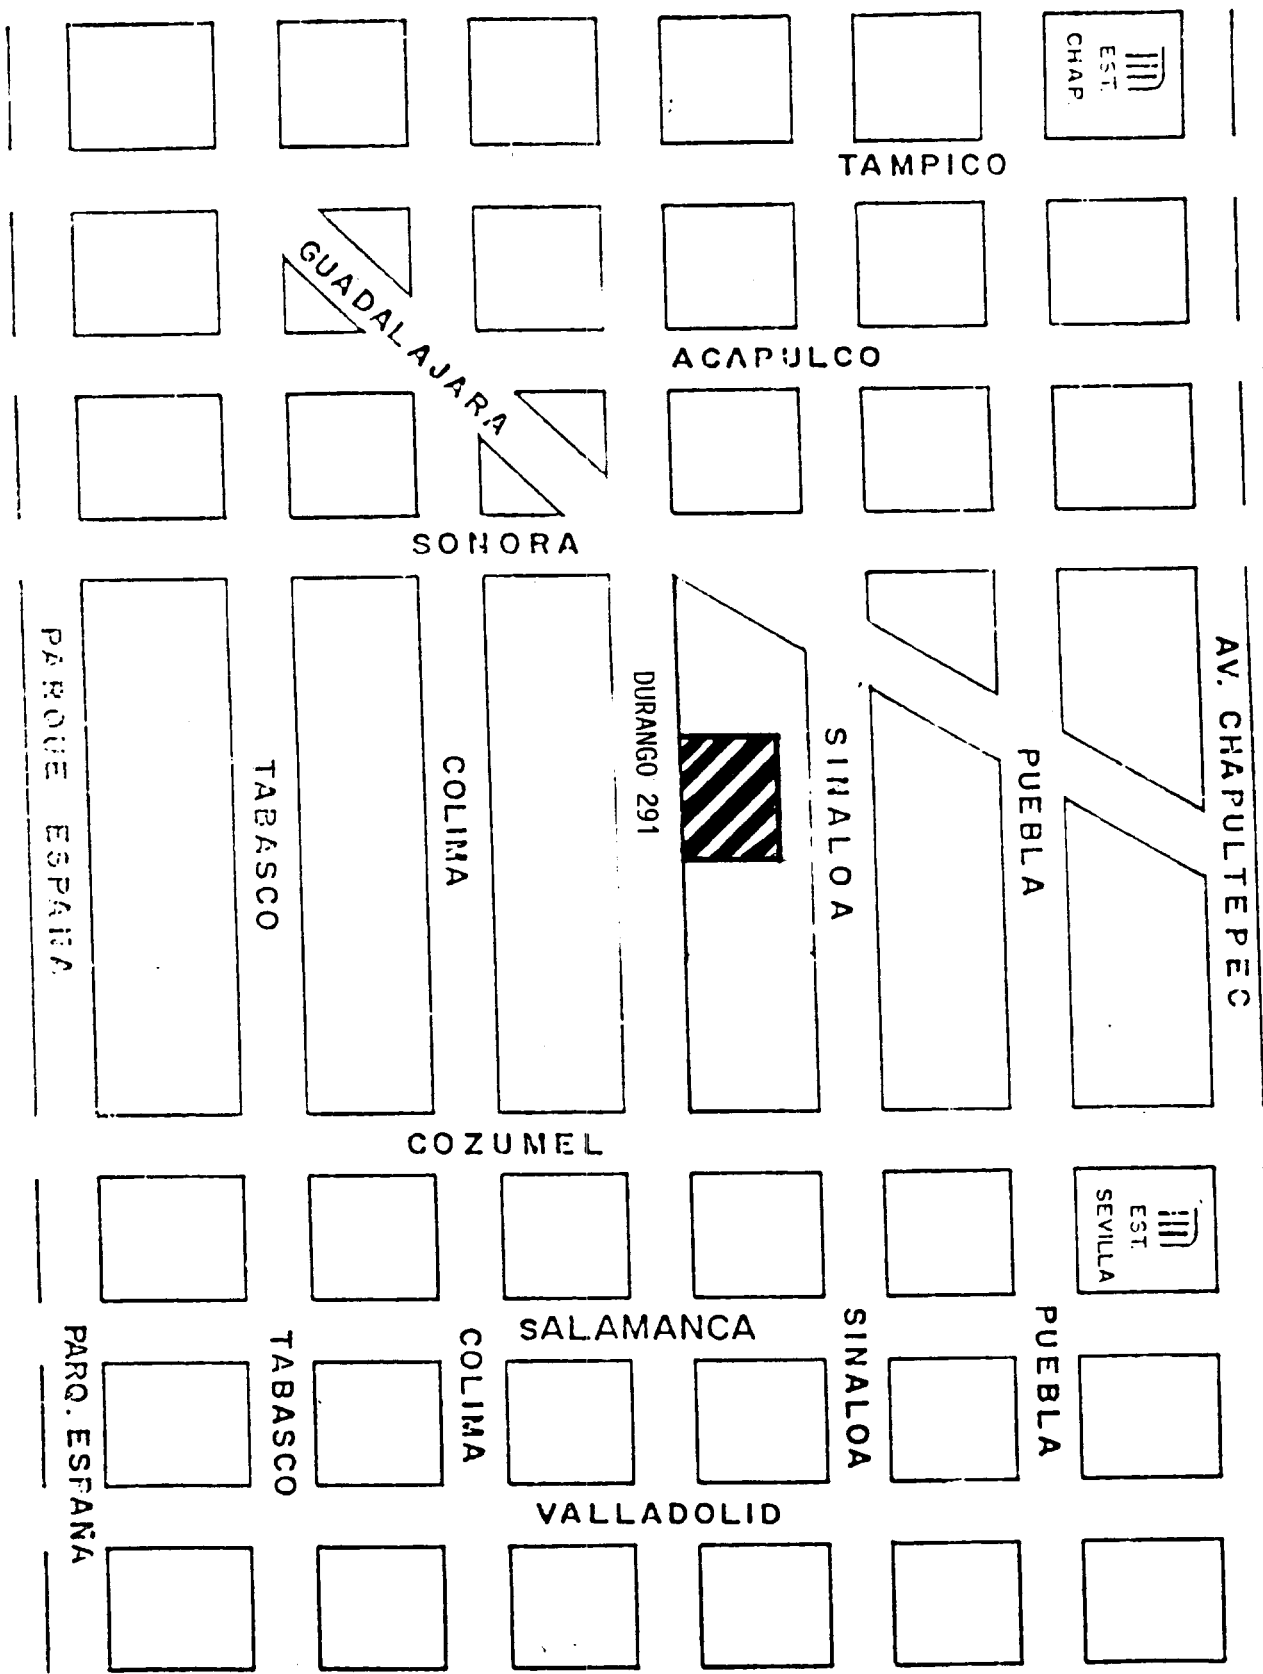 EST.
CHAP.
TAMPICO
GUADALAJARA
ACAPULCO
SONORA
PARQUE ESPAÑA
TABASCO
COLIMA
DURANGO 291
SINALOA
PUEBLA
AV. CHAPULTEPEC
COZUMEL
EST.
SEVILLA
SALAMANCA
PARQ. ESPAÑA
TABASCO
COLIMA
SINALOA
PUEBLA
VALLADOLID